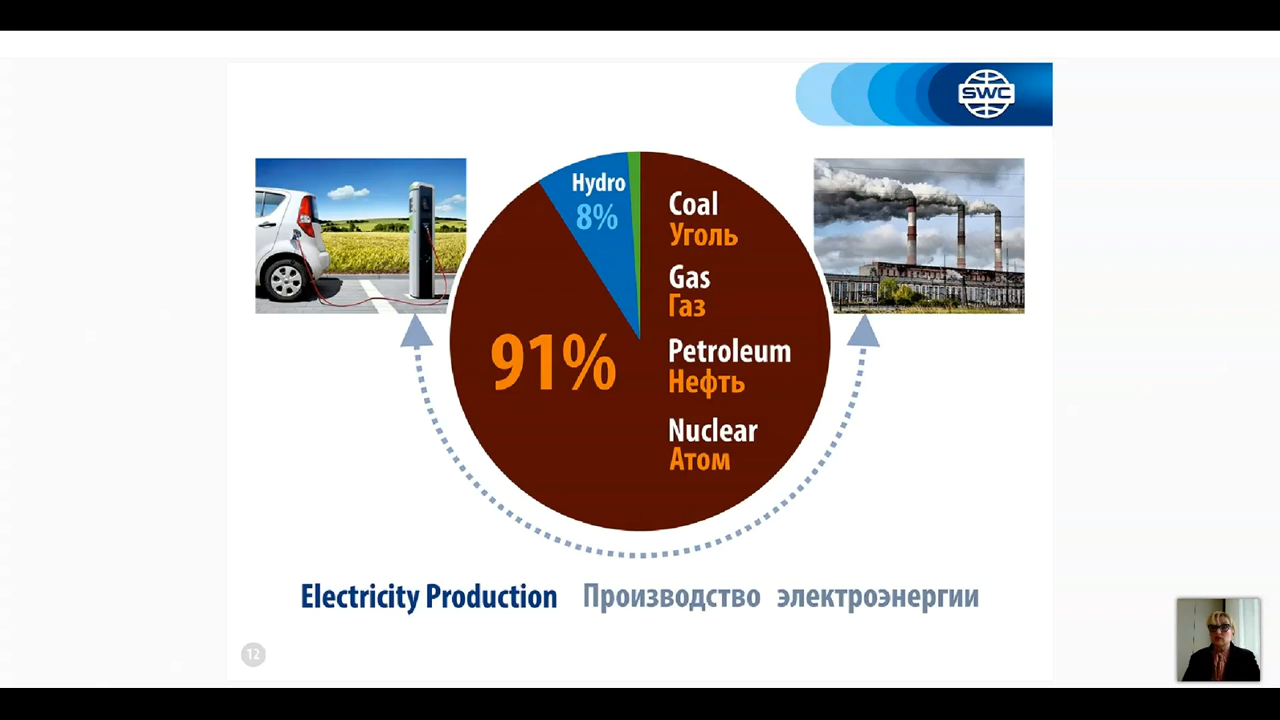 SWC
Hydro
8%
91%
Coal
Уголь
Gas
Газ
Petroleum
Нефть
Nuclear
Атом
Electricity Production Производство электроэнергии
12